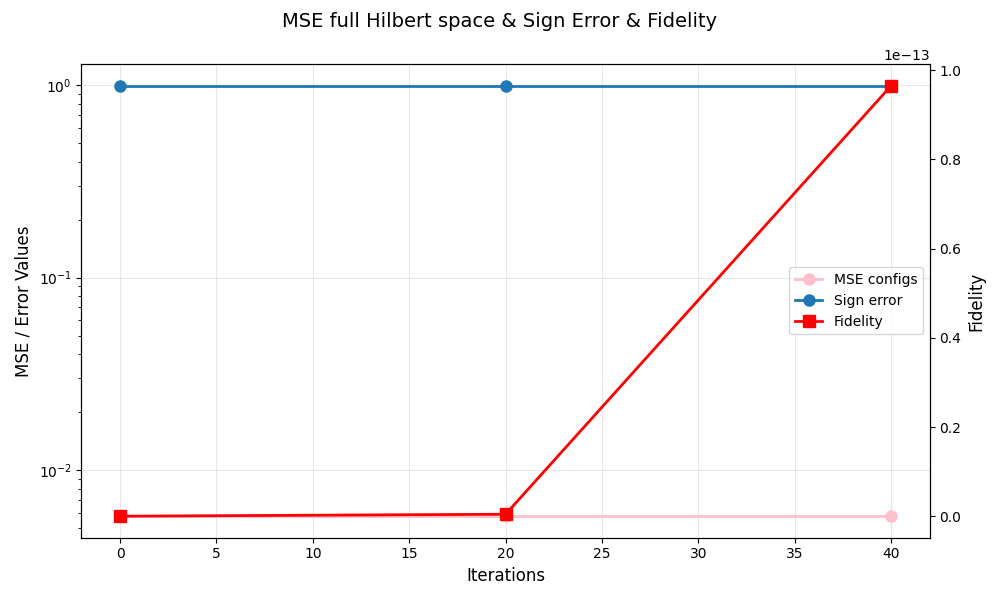 MSE full Hilbert space & Sign Error & Fidelity
1e−13
MSE / Error Values
10⁰
10⁻¹
10⁻²
1.0
0.8
0.6
0.4
0.2
0.0
Fidelity
MSE configs
Sign error
Fidelity
0 5 10 15 20 25 30 35 40
Iterations